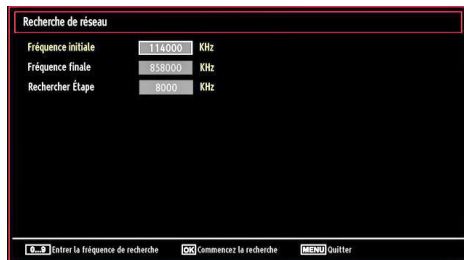 Recherche de réseau
Fréquence initiale 114000 KHz
Fréquence finale 858000 KHz
Rechercher Étape 8000 KHz
0...9 Entrer la fréquence de recherche OK Commencez la recherche MENU Quitter